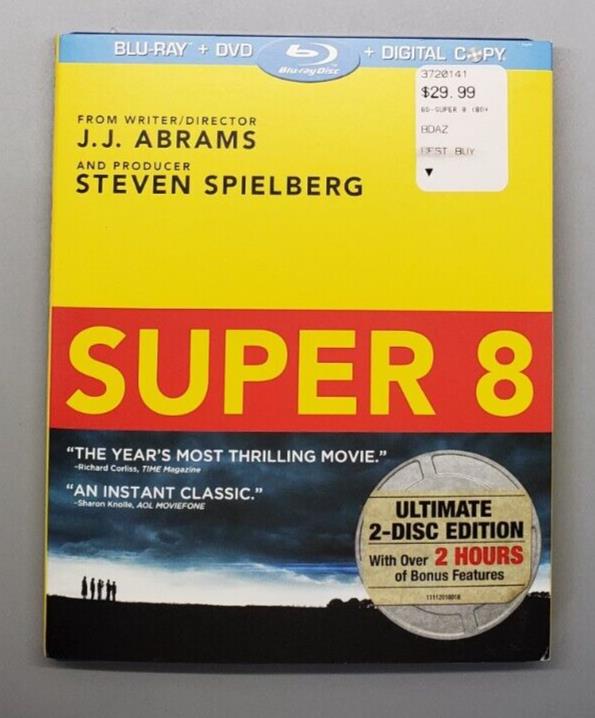 BLU-RAY™ + DVD Blu-ray Disc + DIGITAL COPY
3720141
$29.99
BDAZ
BEST BUY
FROM WRITER/DIRECTOR
J.J. ABRAMS
AND PRODUCER
STEVEN SPIELBERG
SUPER 8
"THE YEAR'S MOST THRILLING MOVIE."
-Richard Corliss, TIME Magazine
"AN INSTANT CLASSIC."
-Sharon Knolle, AOL MOVIEFONE
ULTIMATE
2-DISC EDITION
With Over 2 HOURS
of Bonus Features